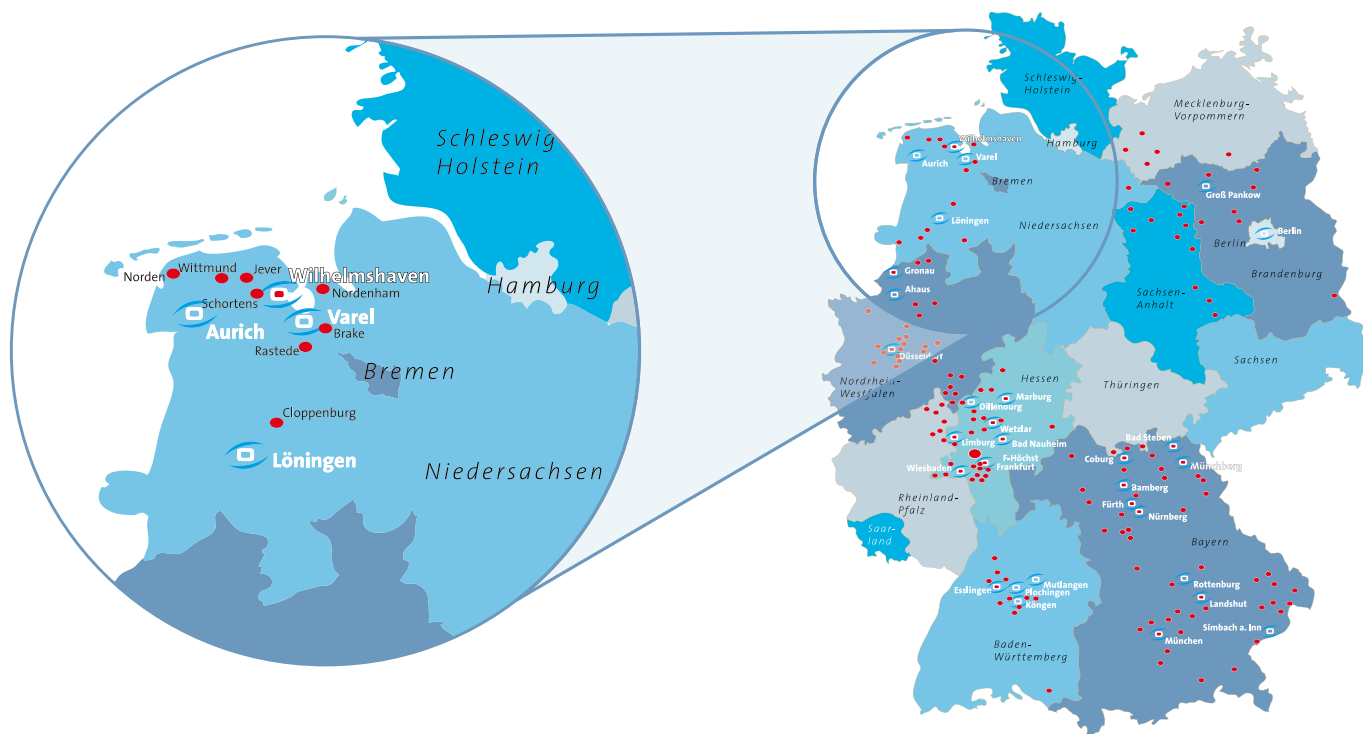 Schleswig
Holstein
Hamburg
Norden
Wittmund
Jever
Wilhelmshaven
Schortens
Nordenham
Aurich
Varel
Brake
Rastede
Bremen
Cloppenburg
Löningen
Niedersachsen
Schleswig-
Holstein
Mecklenburg-
Vorpommern
Hamburg
Wilhelmshaven
Aurich
Varel
Bremen
Groß Pankow
Löningen
Niedersachsen
Berlin
Berlin
Brandenburg
Gronau
Ahaus
Sachsen-
Anhalt
Düsseldorf
Nordrhein-
Westfalen
Hessen
Thüringen
Sachsen
Marburg
Dillenburg
Wetzlar
Limburg
Bad Nauheim
F-Höchst
Frankfurt
Wiesbaden
Rheinland-
Pfalz
Saar-
land
Bad Steben
Coburg
Münchberg
Bamberg
Fürth
Nürnberg
Bayern
Mutlangen
Esslingen
Plochingen
Köngen
Rottenburg
Landshut
Simbach a. Inn
München
Baden-
Württemberg